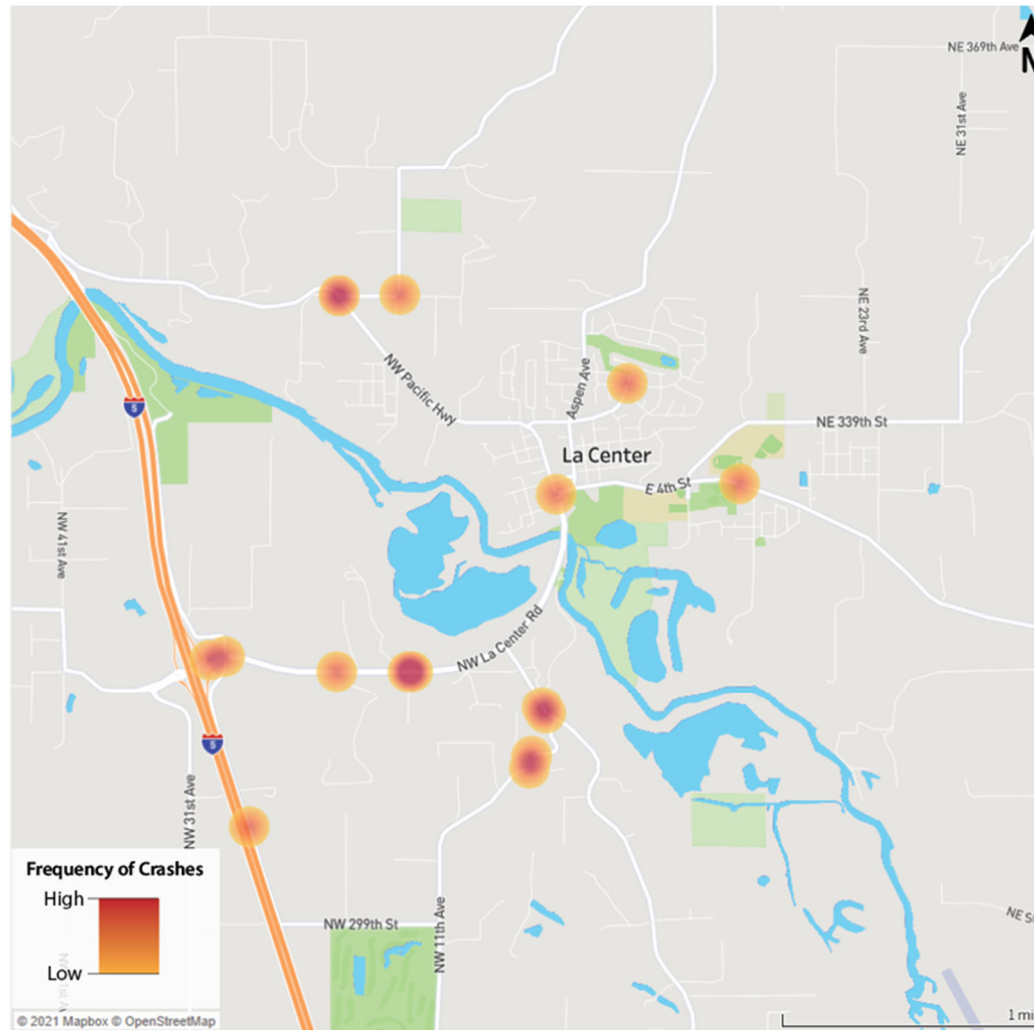 NE 369th Ave
N
NE 31st Ave
NE 23rd Ave
NW Pacific Hwy
Aspen Ave
NE 339th St
La Center
E 4th St
5
NW 41st Ave
NW La Center Rd
5
NW 31st Ave
Frequency of Crashes
High
Low
NW 299th St
NW 11th Ave
NE S
1 m
© 2021 Mapbox © OpenStreetMap